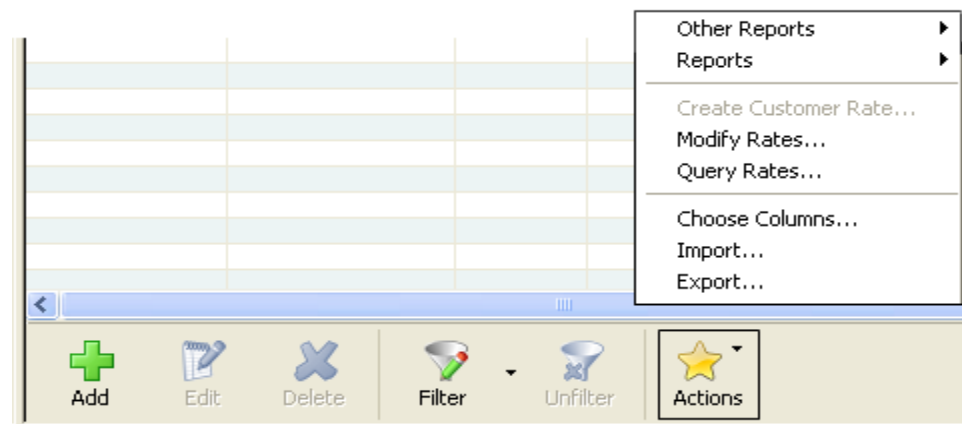 Other Reports
Reports
Create Customer Rate...
Modify Rates...
Query Rates...
Choose Columns...
Import...
Export...
Add Edit Delete Filter Unfilter Actions